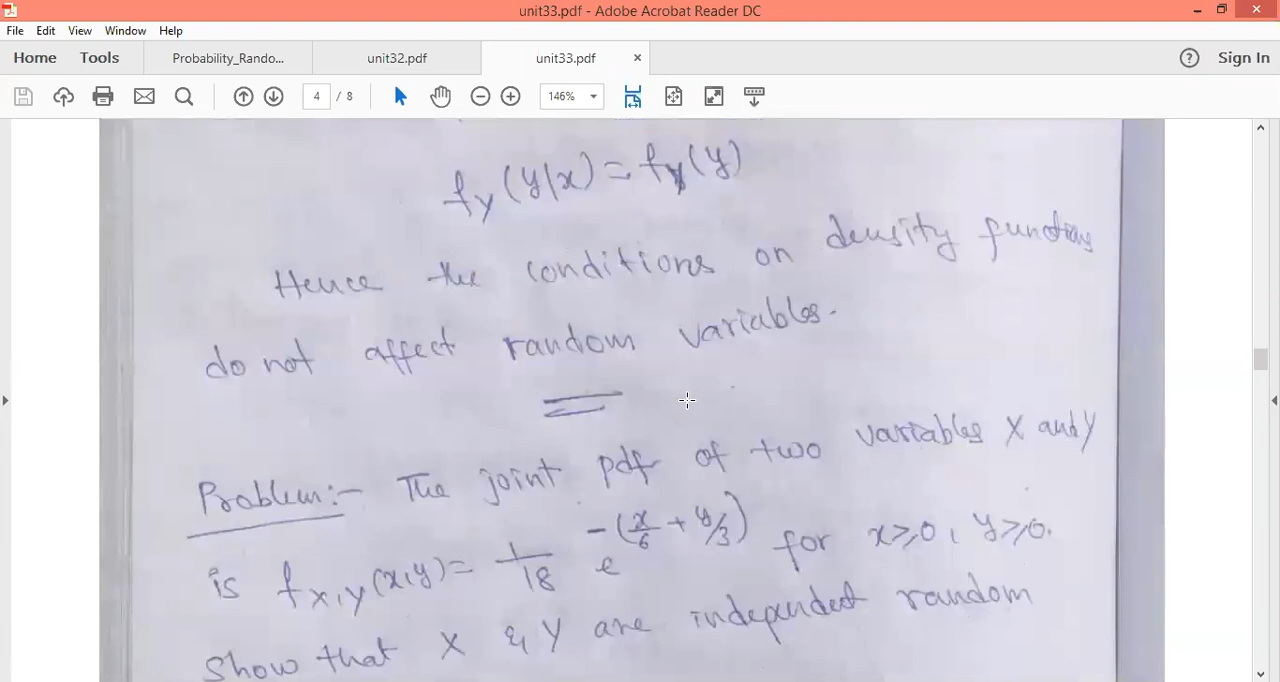 unit33.pdf - Adobe Acrobat Reader DC
File Edit View Window Help
Home Tools Probability_Rando... unit32.pdf unit33.pdf × Sign In
4 / 8 146%
fY(y|x) = fY(y)
Hence the conditions on density functions
do not affect random variables.
Problem:- The joint pdf of two variables X and Y
is fX,Y(x,y) = 1/18 e^-(x/6 + y/3) for x≥0, y≥0.
Show that X & Y are independent random